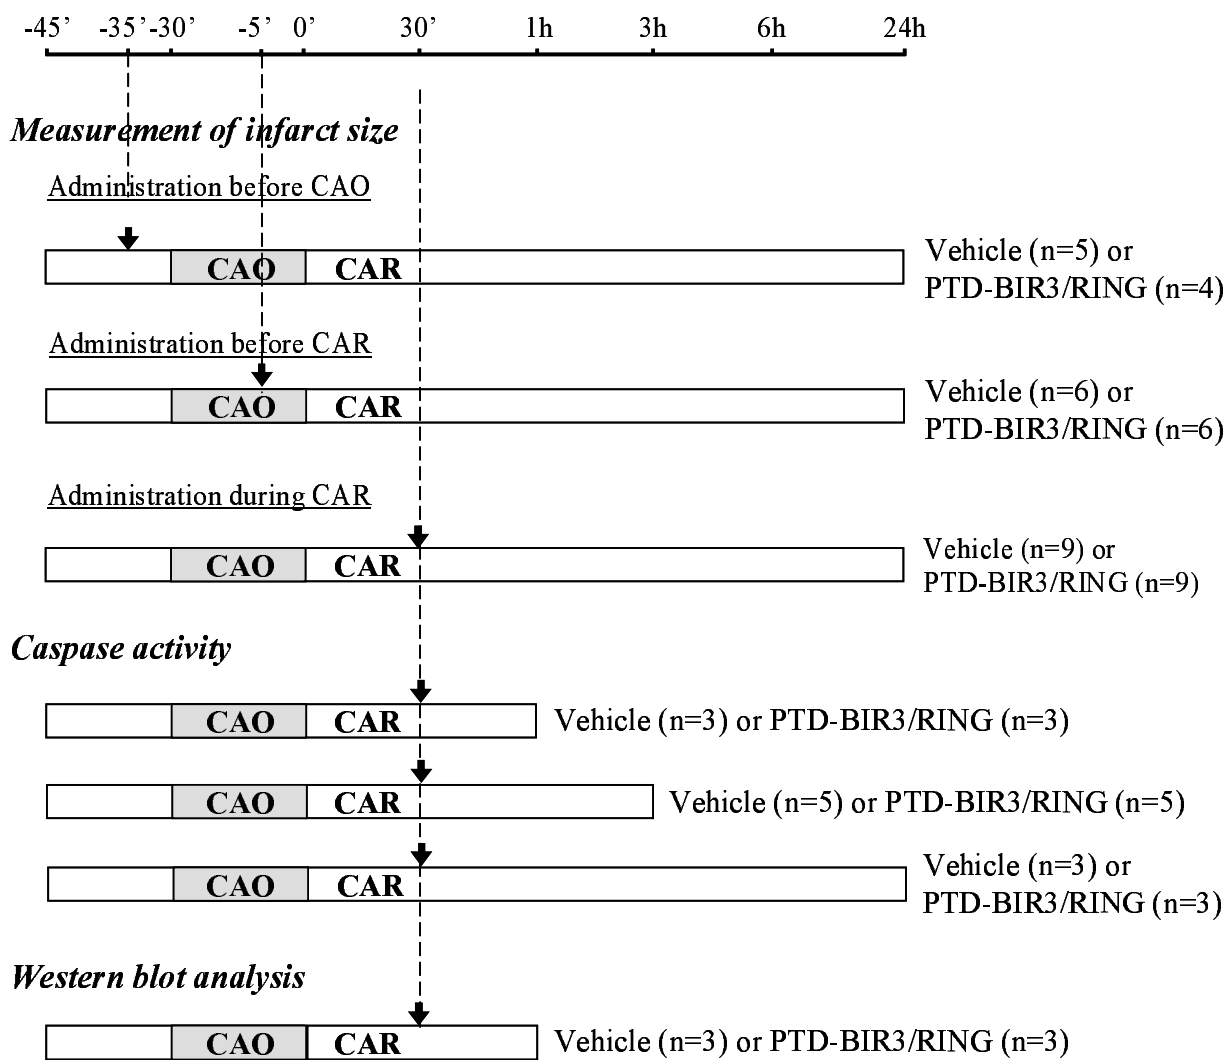 -45’ -35’ -30’ -5’ 0’ 30’ 1h 3h 6h 24h
Measurement of infarct size
Administration before CAO
CAO CAR
Vehicle (n=5) or
PTD-BIR3/RING (n=4)
Administration before CAR
CAO CAR
Vehicle (n=6) or
PTD-BIR3/RING (n=6)
Administration during CAR
CAO CAR
Vehicle (n=9) or
PTD-BIR3/RING (n=9)
Caspase activity
CAO CAR Vehicle (n=3) or PTD-BIR3/RING (n=3)
CAO CAR Vehicle (n=5) or PTD-BIR3/RING (n=5)
CAO CAR
Vehicle (n=3) or
PTD-BIR3/RING (n=3)
Western blot analysis
CAO CAR Vehicle (n=3) or PTD-BIR3/RING (n=3)